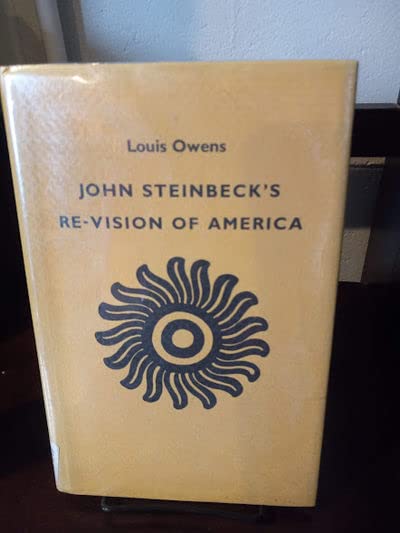 Louis Owens
JOHN STEINBECK'S
RE-VISION OF AMERICA